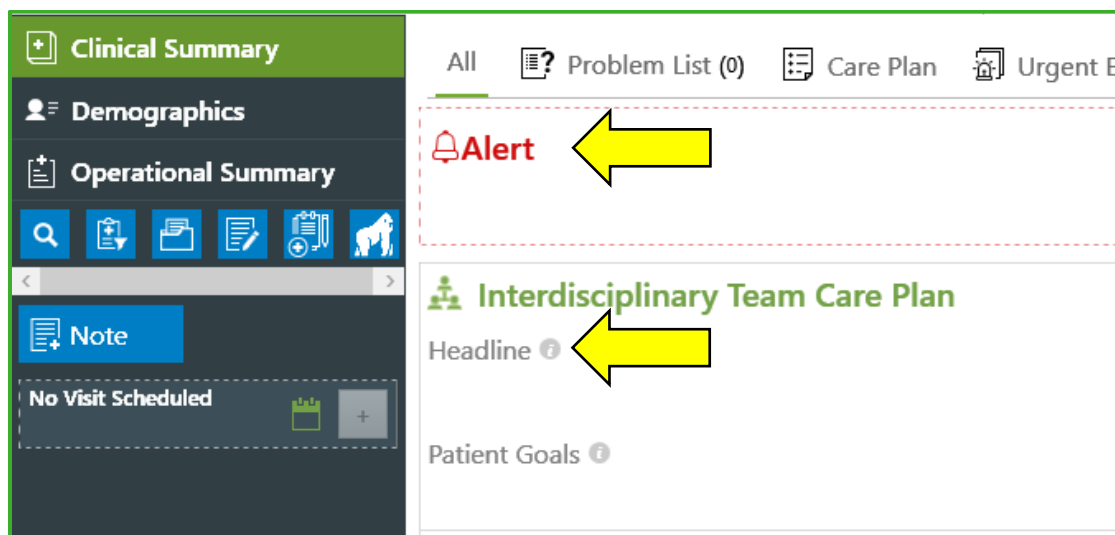 Clinical Summary
Demographics
Operational Summary
Note
No Visit Scheduled
+
All
Problem List (0)
Care Plan
Urgent E
Alert
Interdisciplinary Team Care Plan
Headline
Patient Goals